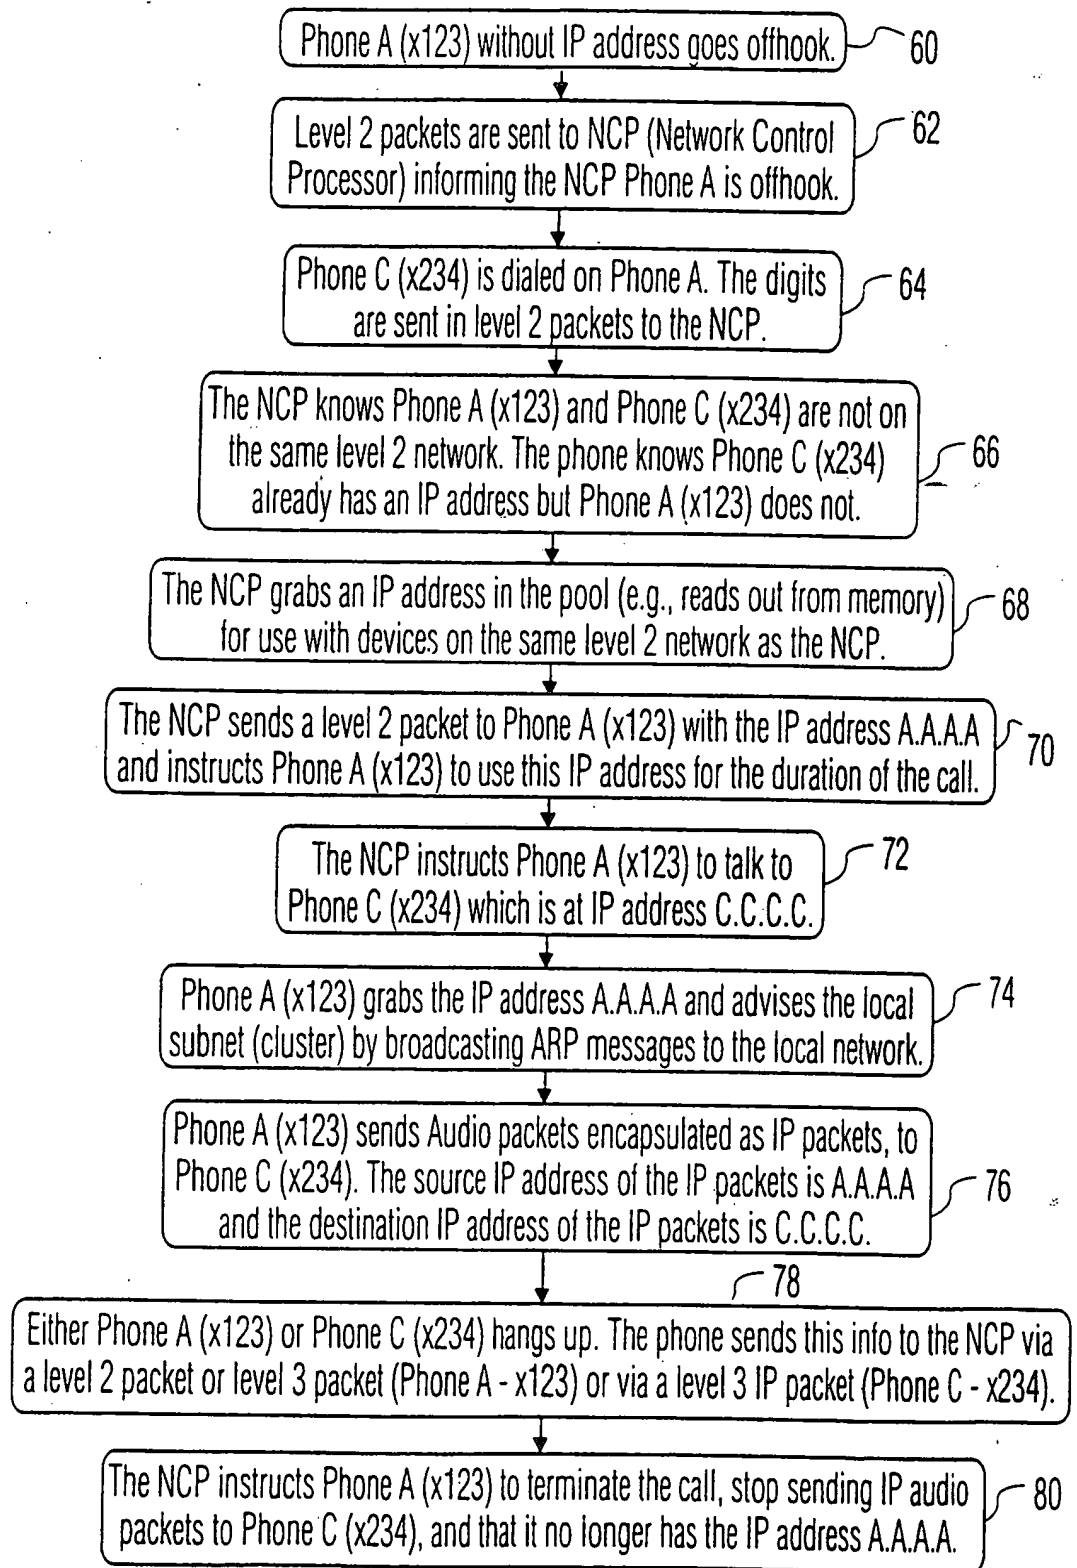 Phone A (x123) without IP address goes offhook.
60
Level 2 packets are sent to NCP (Network Control
Processor) informing the NCP Phone A is offhook.
62
Phone C (x234) is dialed on Phone A. The digits
are sent in level 2 packets to the NCP.
64
The NCP knows Phone A (x123) and Phone C (x234) are not on
the same level 2 network. The phone knows Phone C (x234)
already has an IP address but Phone A (x123) does not.
66
The NCP grabs an IP address in the pool (e.g., reads out from memory)
for use with devices on the same level 2 network as the NCP.
68
The NCP sends a level 2 packet to Phone A (x123) with the IP address A.A.A.A
and instructs Phone A (x123) to use this IP address for the duration of the call.
70
The NCP instructs Phone A (x123) to talk to
Phone C (x234) which is at IP address C.C.C.C.
72
Phone A (x123) grabs the IP address A.A.A.A and advises the local
subnet (cluster) by broadcasting ARP messages to the local network.
74
Phone A (x123) sends Audio packets encapsulated as IP packets, to
Phone C (x234). The source IP address of the IP packets is A.A.A.A
and the destination IP address of the IP packets is C.C.C.C.
76
78
Either Phone A (x123) or Phone C (x234) hangs up. The phone sends this info to the NCP via
a level 2 packet or level 3 packet (Phone A - x123) or via a level 3 IP packet (Phone C - x234).
The NCP instructs Phone A (x123) to terminate the call, stop sending IP audio
packets to Phone C (x234), and that it no longer has the IP address A.A.A.A.
80